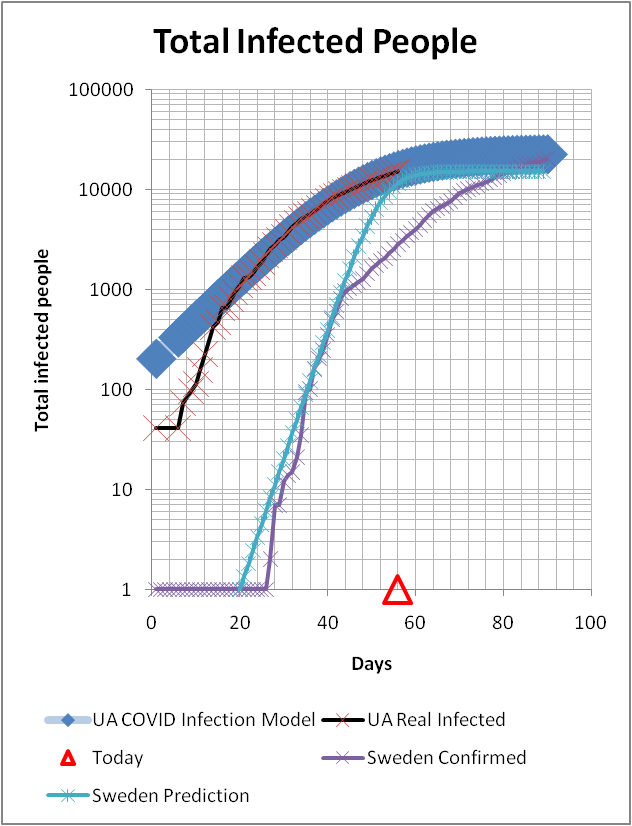 Total Infected People
100000
10000
1000
100
10
1
0 20 40 60 80 100
Total infected people
Days
UA COVID Infection Model UA Real Infected
Today Sweden Confirmed
Sweden Prediction